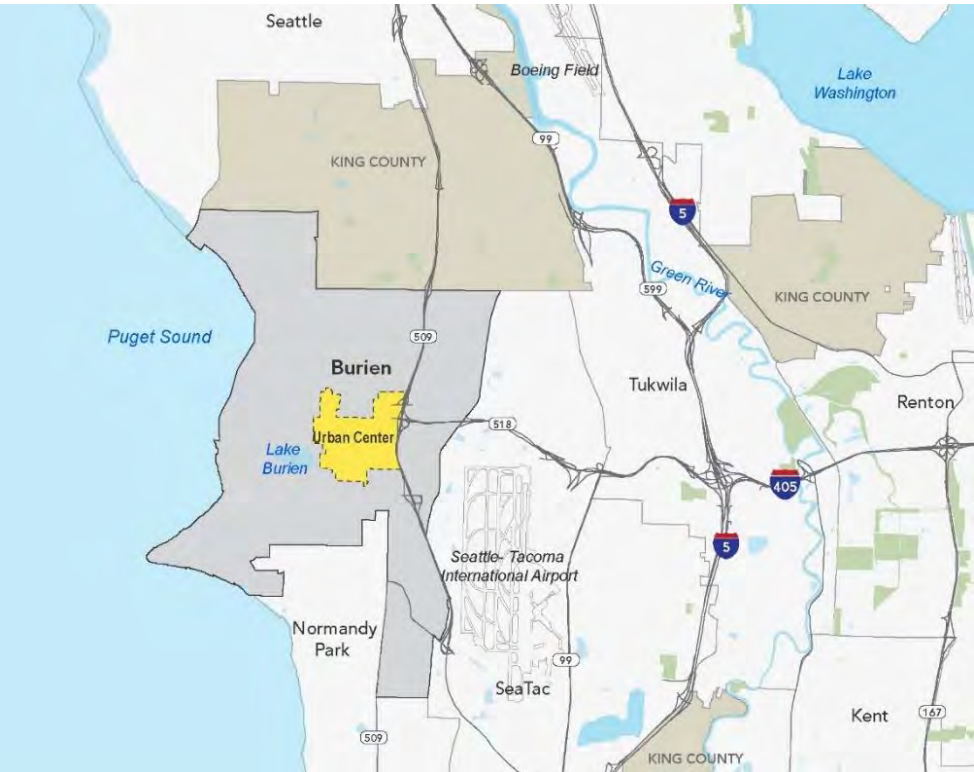 Seattle
Boeing Field
Lake
Washington
99
KING COUNTY
5
Green River
599
KING COUNTY
Puget Sound
509
Burien
Tukwila
Renton
518
Urban Center
Lake
Burien
405
5
Seattle- Tacoma
International Airport
Normandy
Park
99
SeaTac
Kent
167
509
KING COUNTY